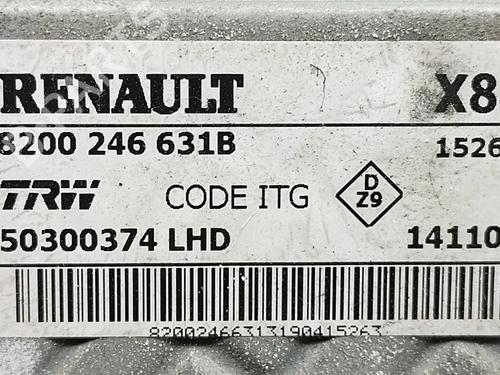 RENAULT X8
8200 246 631B 1526
TRW CODE ITG D Z9
50300374 LHD 14110
82002466313190415263